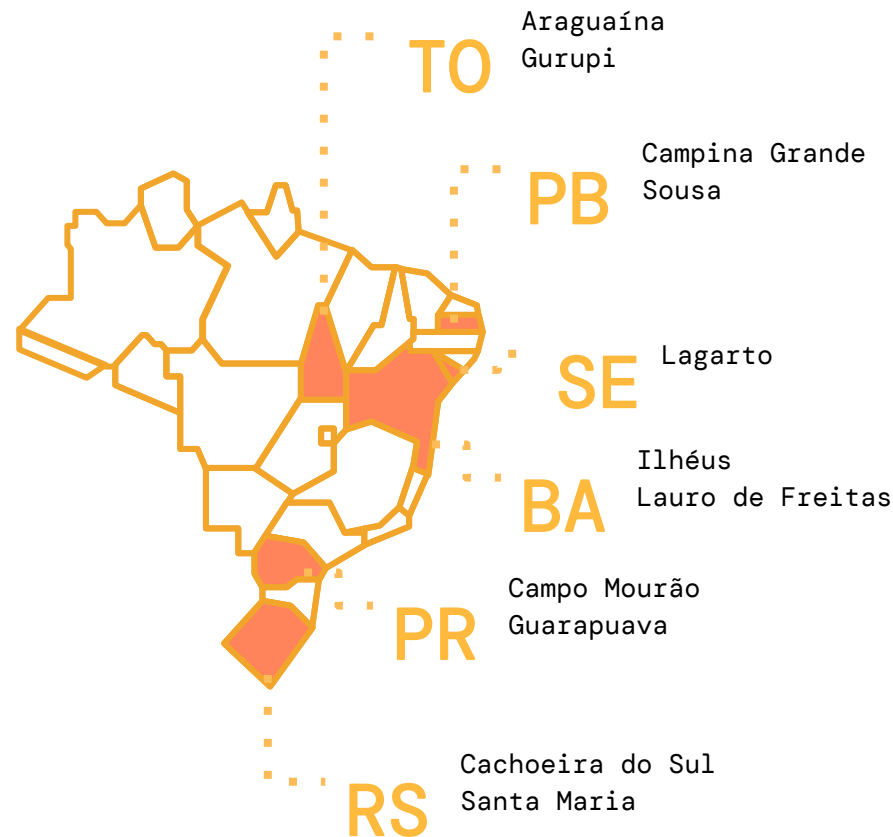 TO
Araguaína
Gurupi
PB
Campina Grande
Sousa
SE
Lagarto
BA
Ilhéus
Lauro de Freitas
PR
Campo Mourão
Guarapuava
RS
Cachoeira do Sul
Santa Maria